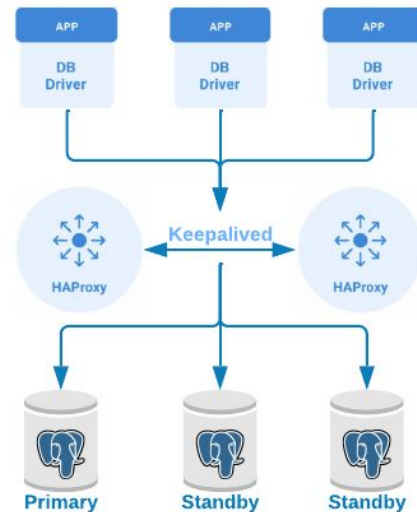 APP
APP
APP
DB
Driver
DB
Driver
DB
Driver
Keepalived
HAProxy
HAProxy
Primary
Standby
Standby